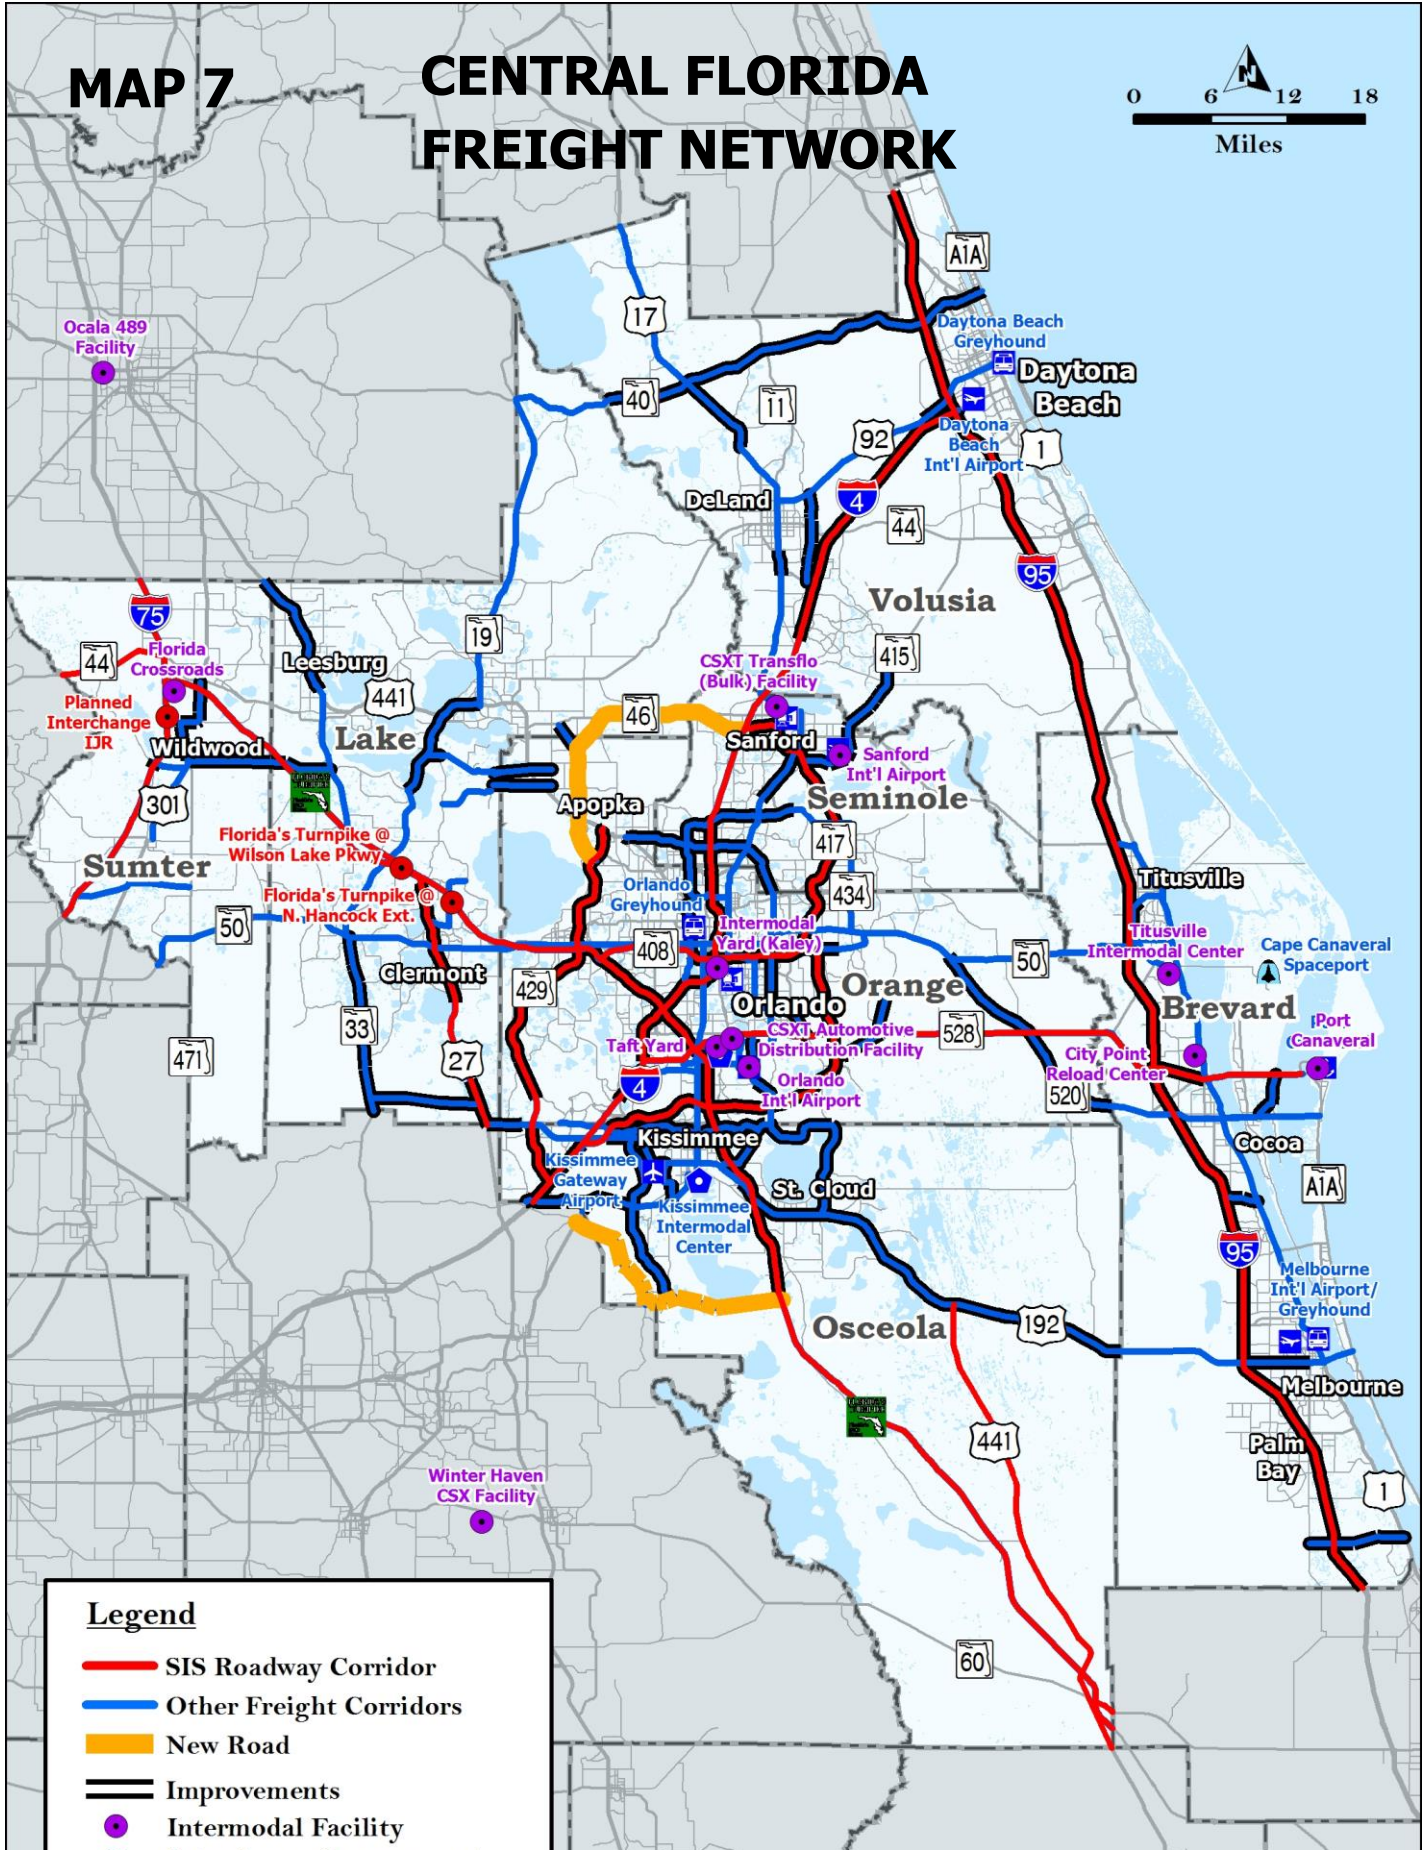 MAP 7
CENTRAL FLORIDA
FREIGHT NETWORK
N
0 6 12 18
Miles
A1A
17
Daytona Beach
Greyhound
Ocala 489
Facility
Daytona
Beach
40
11
92
Daytona
Beach
Int'l Airport
1
DeLand
4
44
95
Volusia
75
44
Florida
Crossroads
19
Leesburg
441
415
CSXT Transflo
(Bulk) Facility
Planned
Interchange
IJR
46
Lake
Wildwood
Sanford
Sanford
Int'l Airport
301
Apopka
Seminole
Florida's Turnpike @
Wilson Lake Pkwy
417
Sumter
Titusville
Florida's Turnpike @
N. Hancock Ext.
Orlando
Greyhound
434
50
Intermodal
Yard (Kaley)
408
Titusville
Intermodal Center
50
Cape Canaveral
Spaceport
Clermont
429
Orange
Orlando
Brevard
33
Taft Yard
CSXT Automotive
Distribution Facility
528
Port
Canaveral
471
27
4
City Point
Reload Center
Orlando
Int'l Airport
520
Kissimmee
Cocoa
Kissimmee
Gateway
Airport
St. Cloud
A1A
Kissimmee
Intermodal
Center
95
Melbourne
Int'l Airport/
Greyhound
Osceola
192
Melbourne
441
Palm
Bay
Winter Haven
CSX Facility
1
60
Legend
SIS Roadway Corridor
Other Freight Corridors
New Road
Improvements
Intermodal Facility